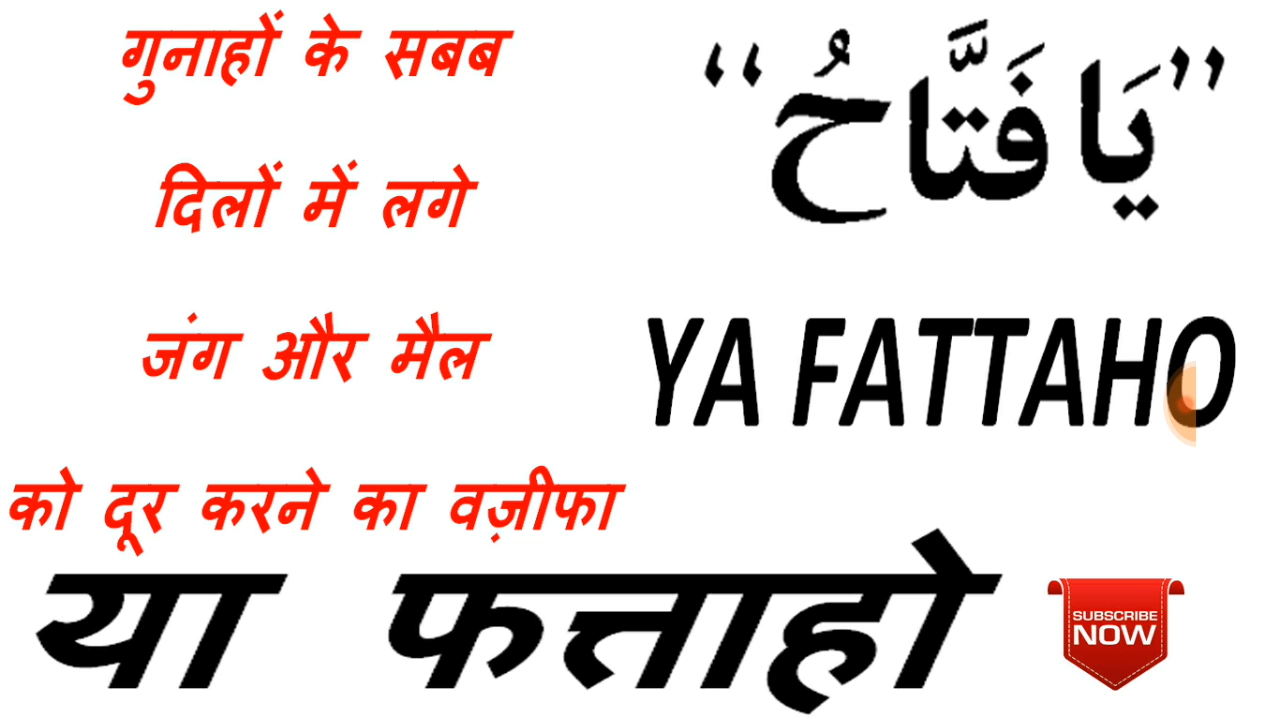 गुनाहों के सबब
दिलों में लगे
जंग और मैल
को दूर करने का वज़ीफा
”يَا فَتَّاحُ“
YA FATTAHO
या फत्ताहो
SUBSCRIBE
NOW